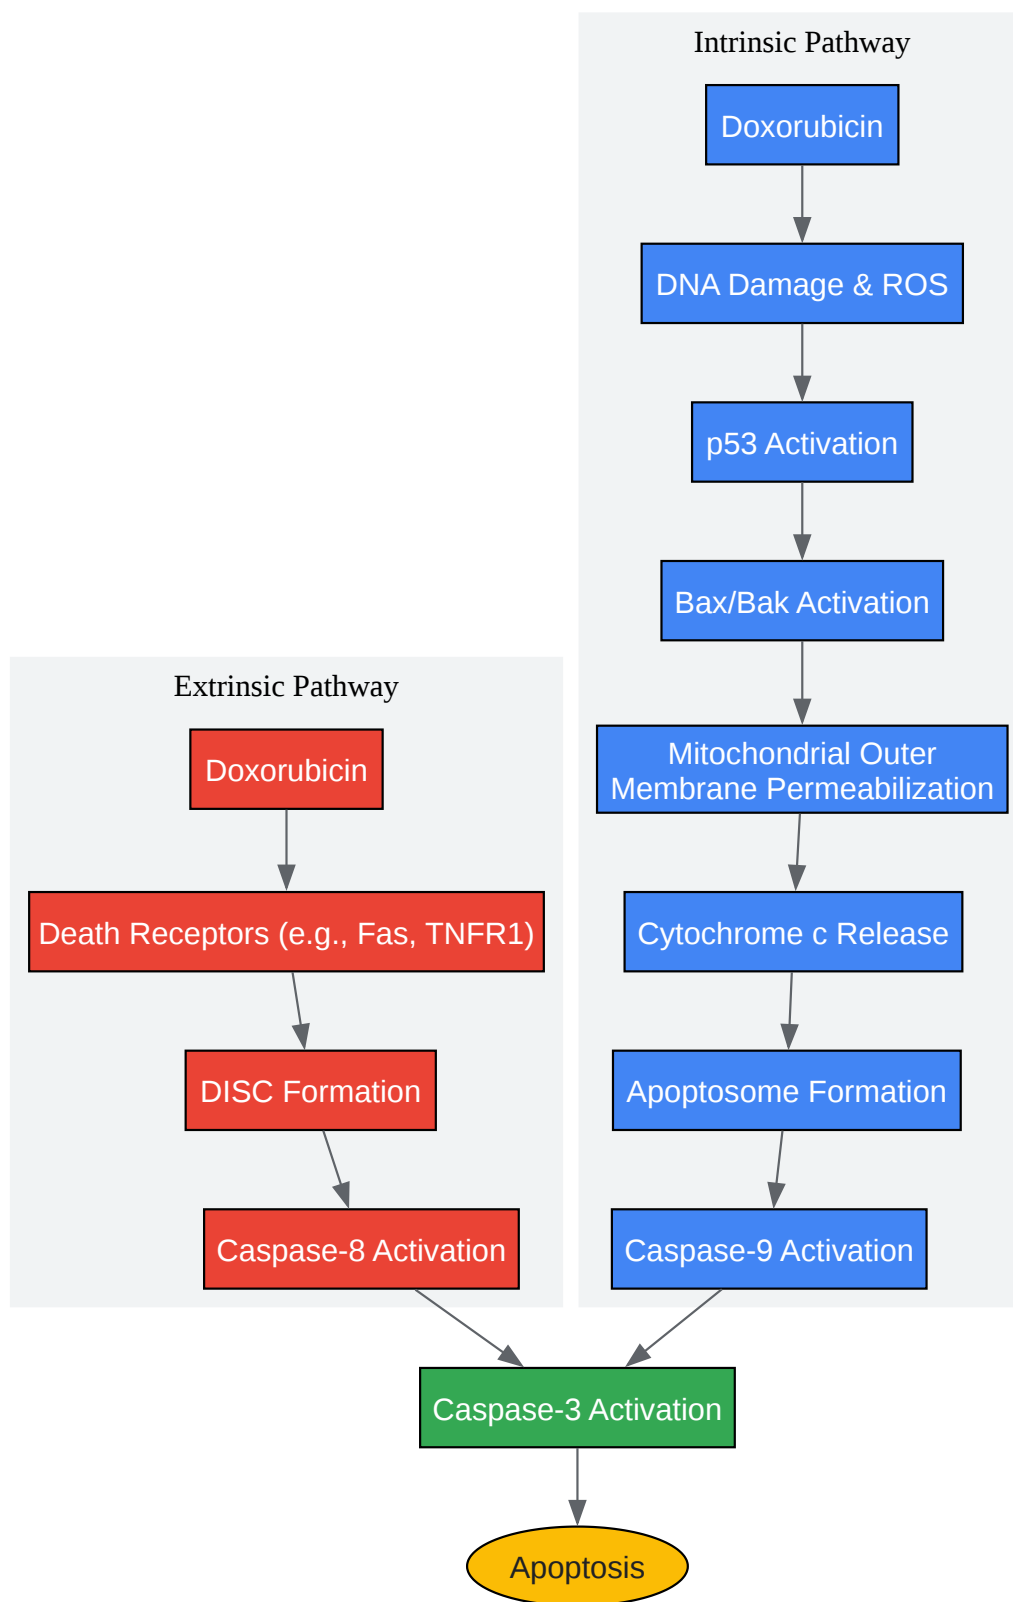 Intrinsic Pathway
Doxorubicin
DNA Damage & ROS
p53 Activation
Bax/Bak Activation
Mitochondrial Outer
Membrane Permeabilization
Cytochrome c Release
Apoptosome Formation
Caspase-9 Activation
Extrinsic Pathway
Doxorubicin
Death Receptors (e.g., Fas, TNFR1)
DISC Formation
Caspase-8 Activation
Caspase-3 Activation
Apoptosis